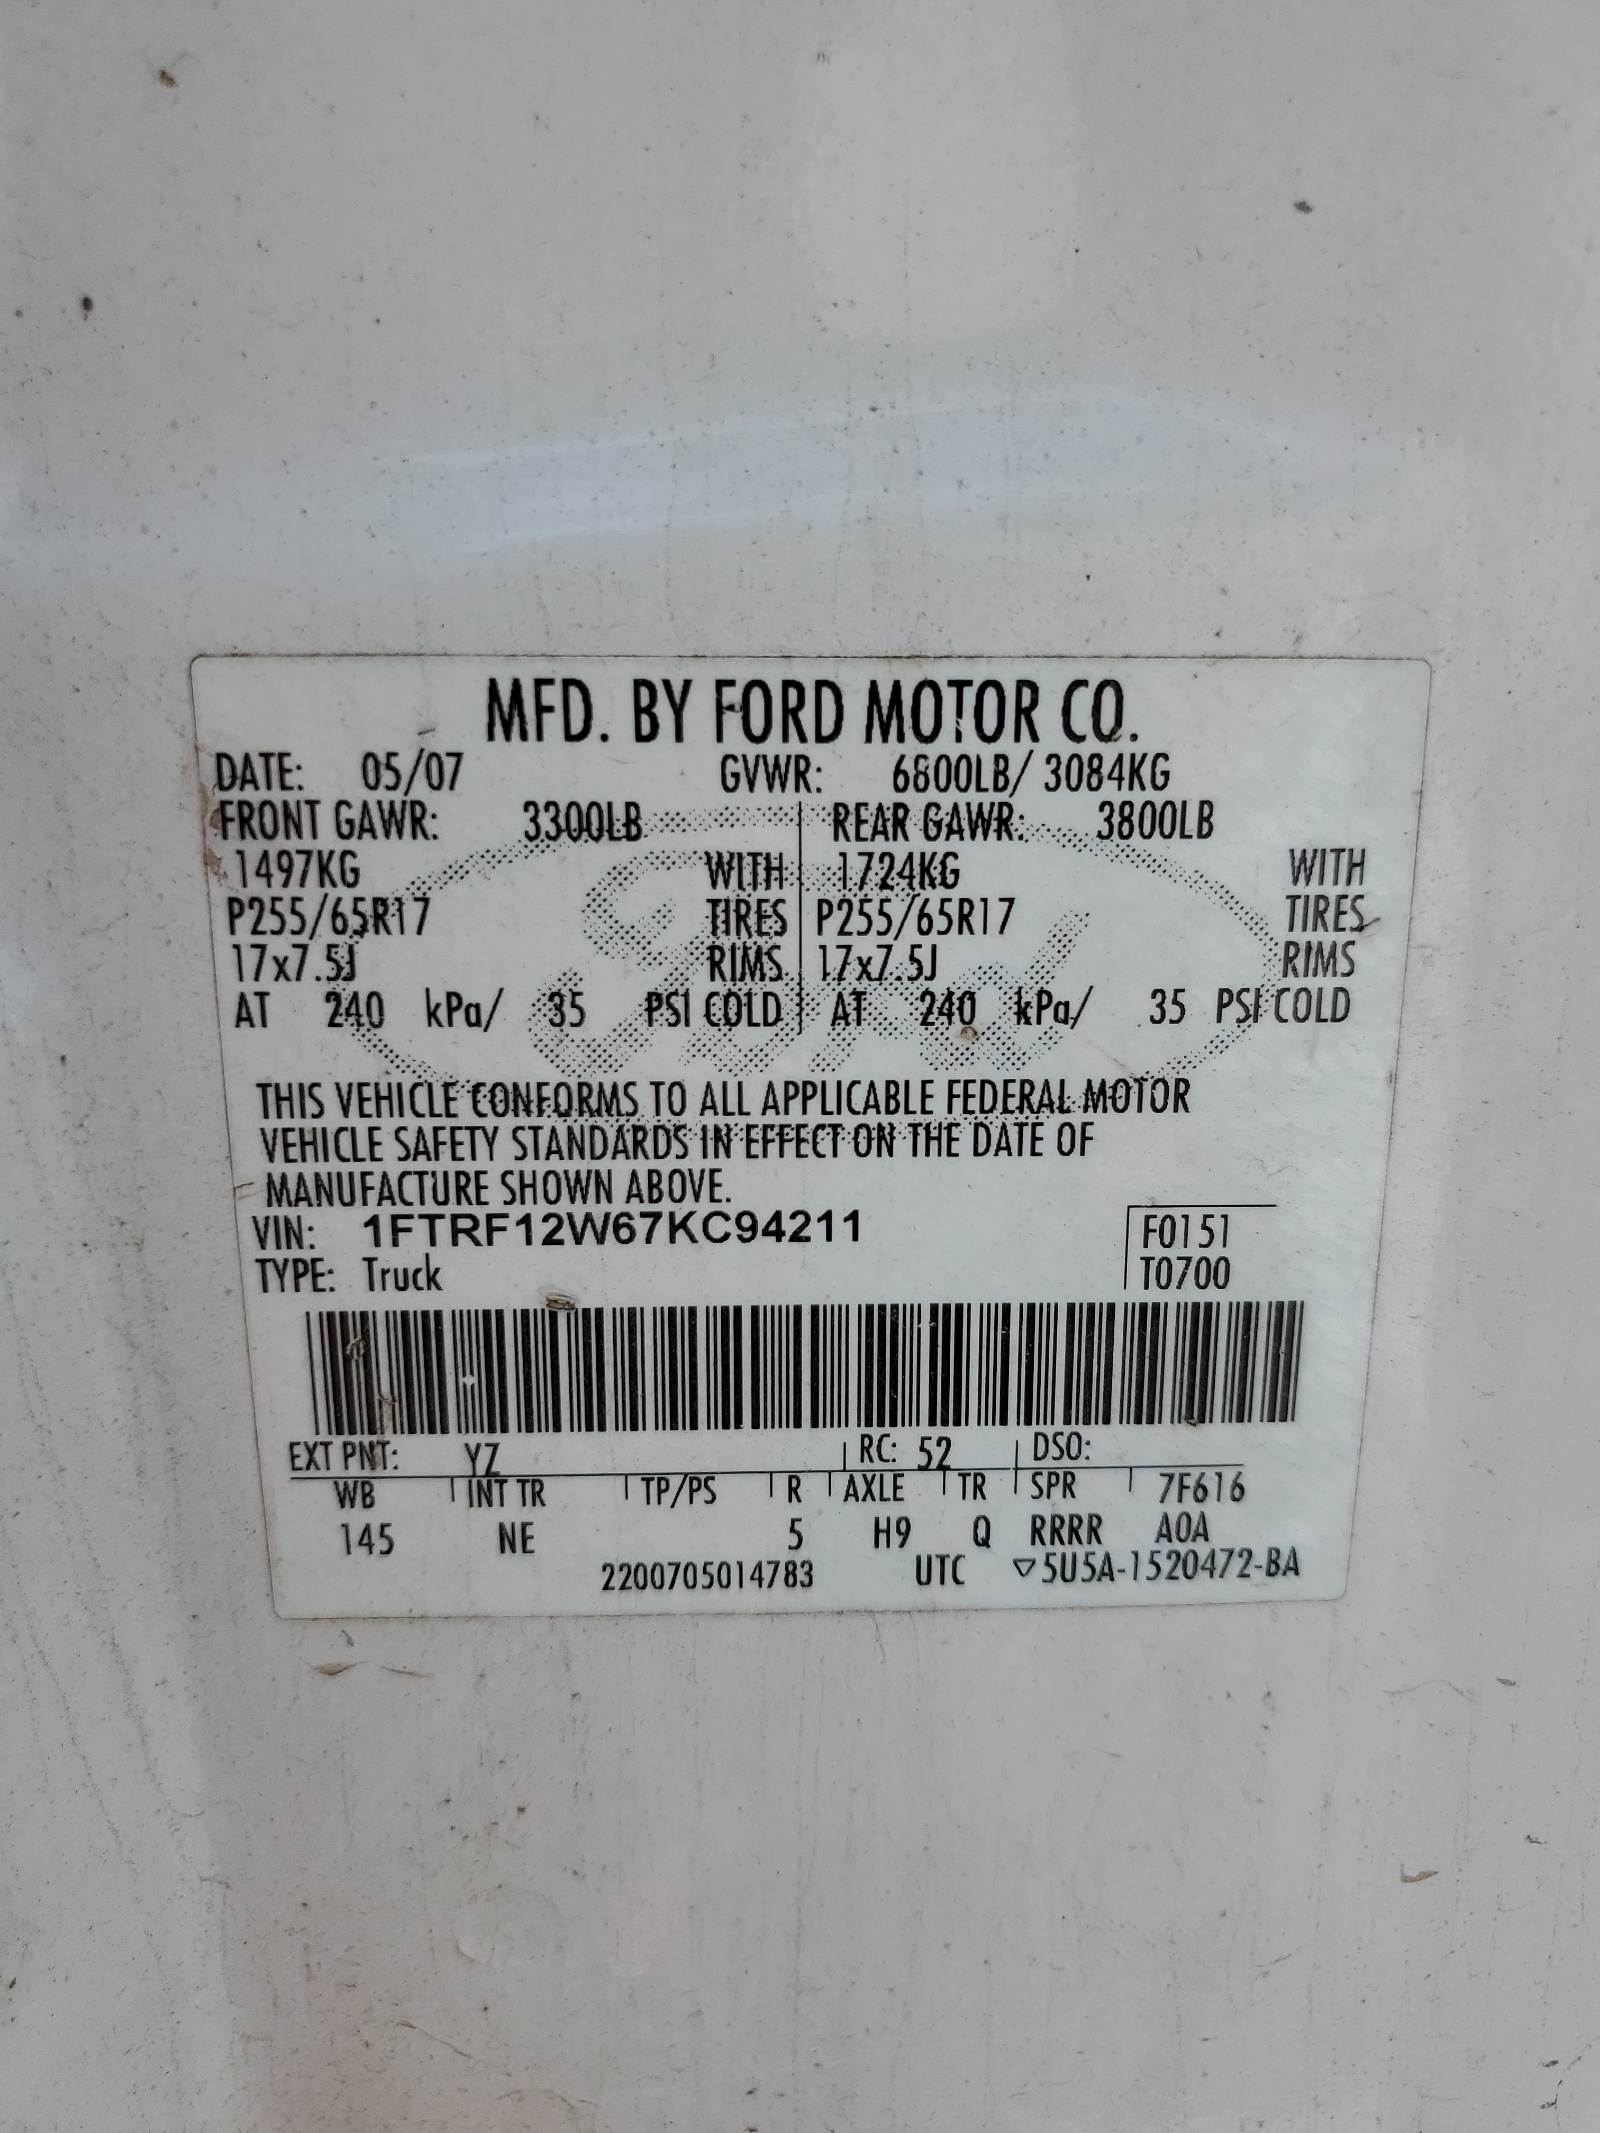 MFD. BY FORD MOTOR CO.
DATE: 05/07 GVWR: 6800LB/ 3084KG
FRONT GAWR: 3300LB REAR GAWR: 3800LB
1497KG WITH 1724KG WITH
P255/65R17 TIRES P255/65R17 TIRES
17x7.5J RIMS 17x7.5J RIMS
AT 240 kPa/ 35 PSI COLD AT 240 kPa/ 35 PSI COLD
THIS VEHICLE CONFORMS TO ALL APPLICABLE FEDERAL MOTOR
VEHICLE SAFETY STANDARDS IN EFFECT ON THE DATE OF
MANUFACTURE SHOWN ABOVE.
VIN: 1FTRF12W67KC94211 F0151
TYPE: Truck T0700
EXT PNT: YZ RC: 52 DSO:
WB INT TR TP/PS R AXLE TR SPR 7F616
145 NE 5 H9 Q RRRR A0A
2200705014783 UTC ▽5U5A-1520472-BA